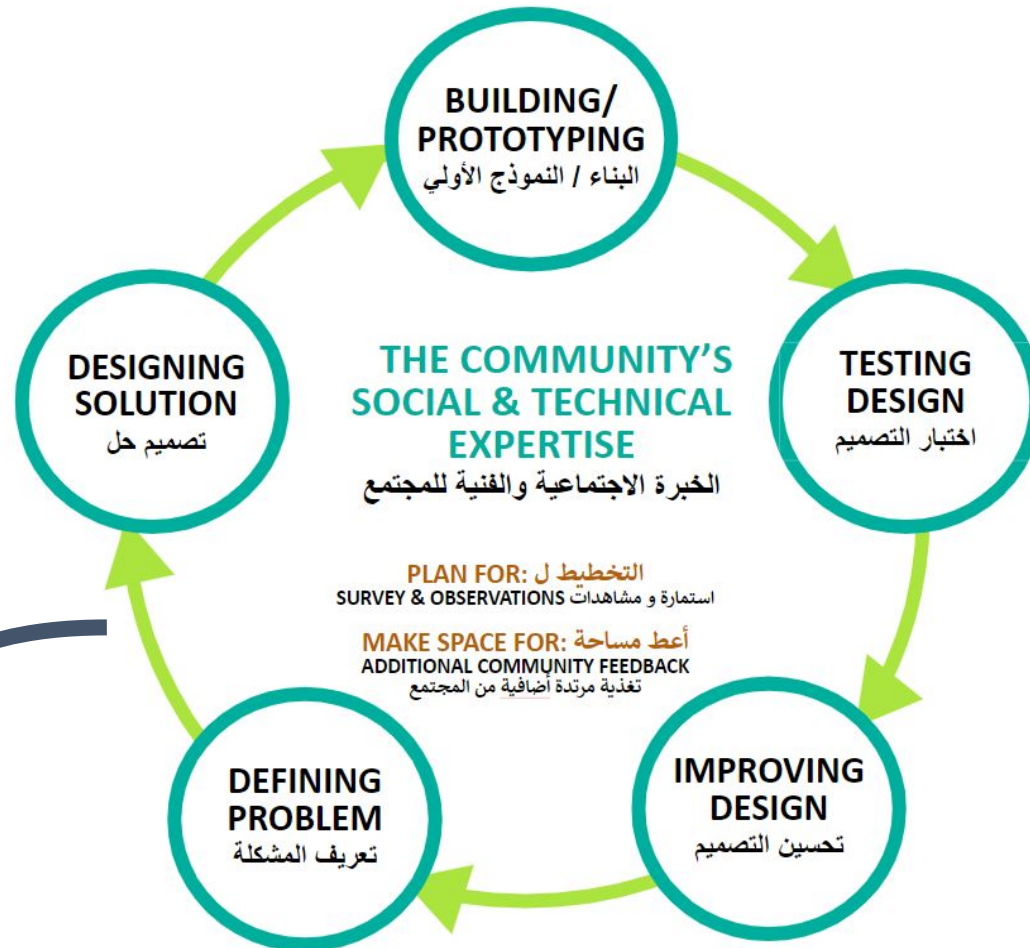 BUILDING/
PROTOTYPING
البناء / النموذج الأولي
DESIGNING
SOLUTION
تصميم حل
THE COMMUNITY’S
SOCIAL & TECHNICAL
EXPERTISE
الخبرة الاجتماعية والفنية للمجتمع
TESTING
DESIGN
اختبار التصميم
PLAN FOR: التخطيط ل
SURVEY & OBSERVATIONS استمارة و مشاهدات
MAKE SPACE FOR: أعط مساحة
ADDITIONAL COMMUNITY FEEDBACK
تغذية مرتدة أضافية من المجتمع
DEFINING
PROBLEM
تعريف المشكلة
IMPROVING
DESIGN
تحسين التصميم